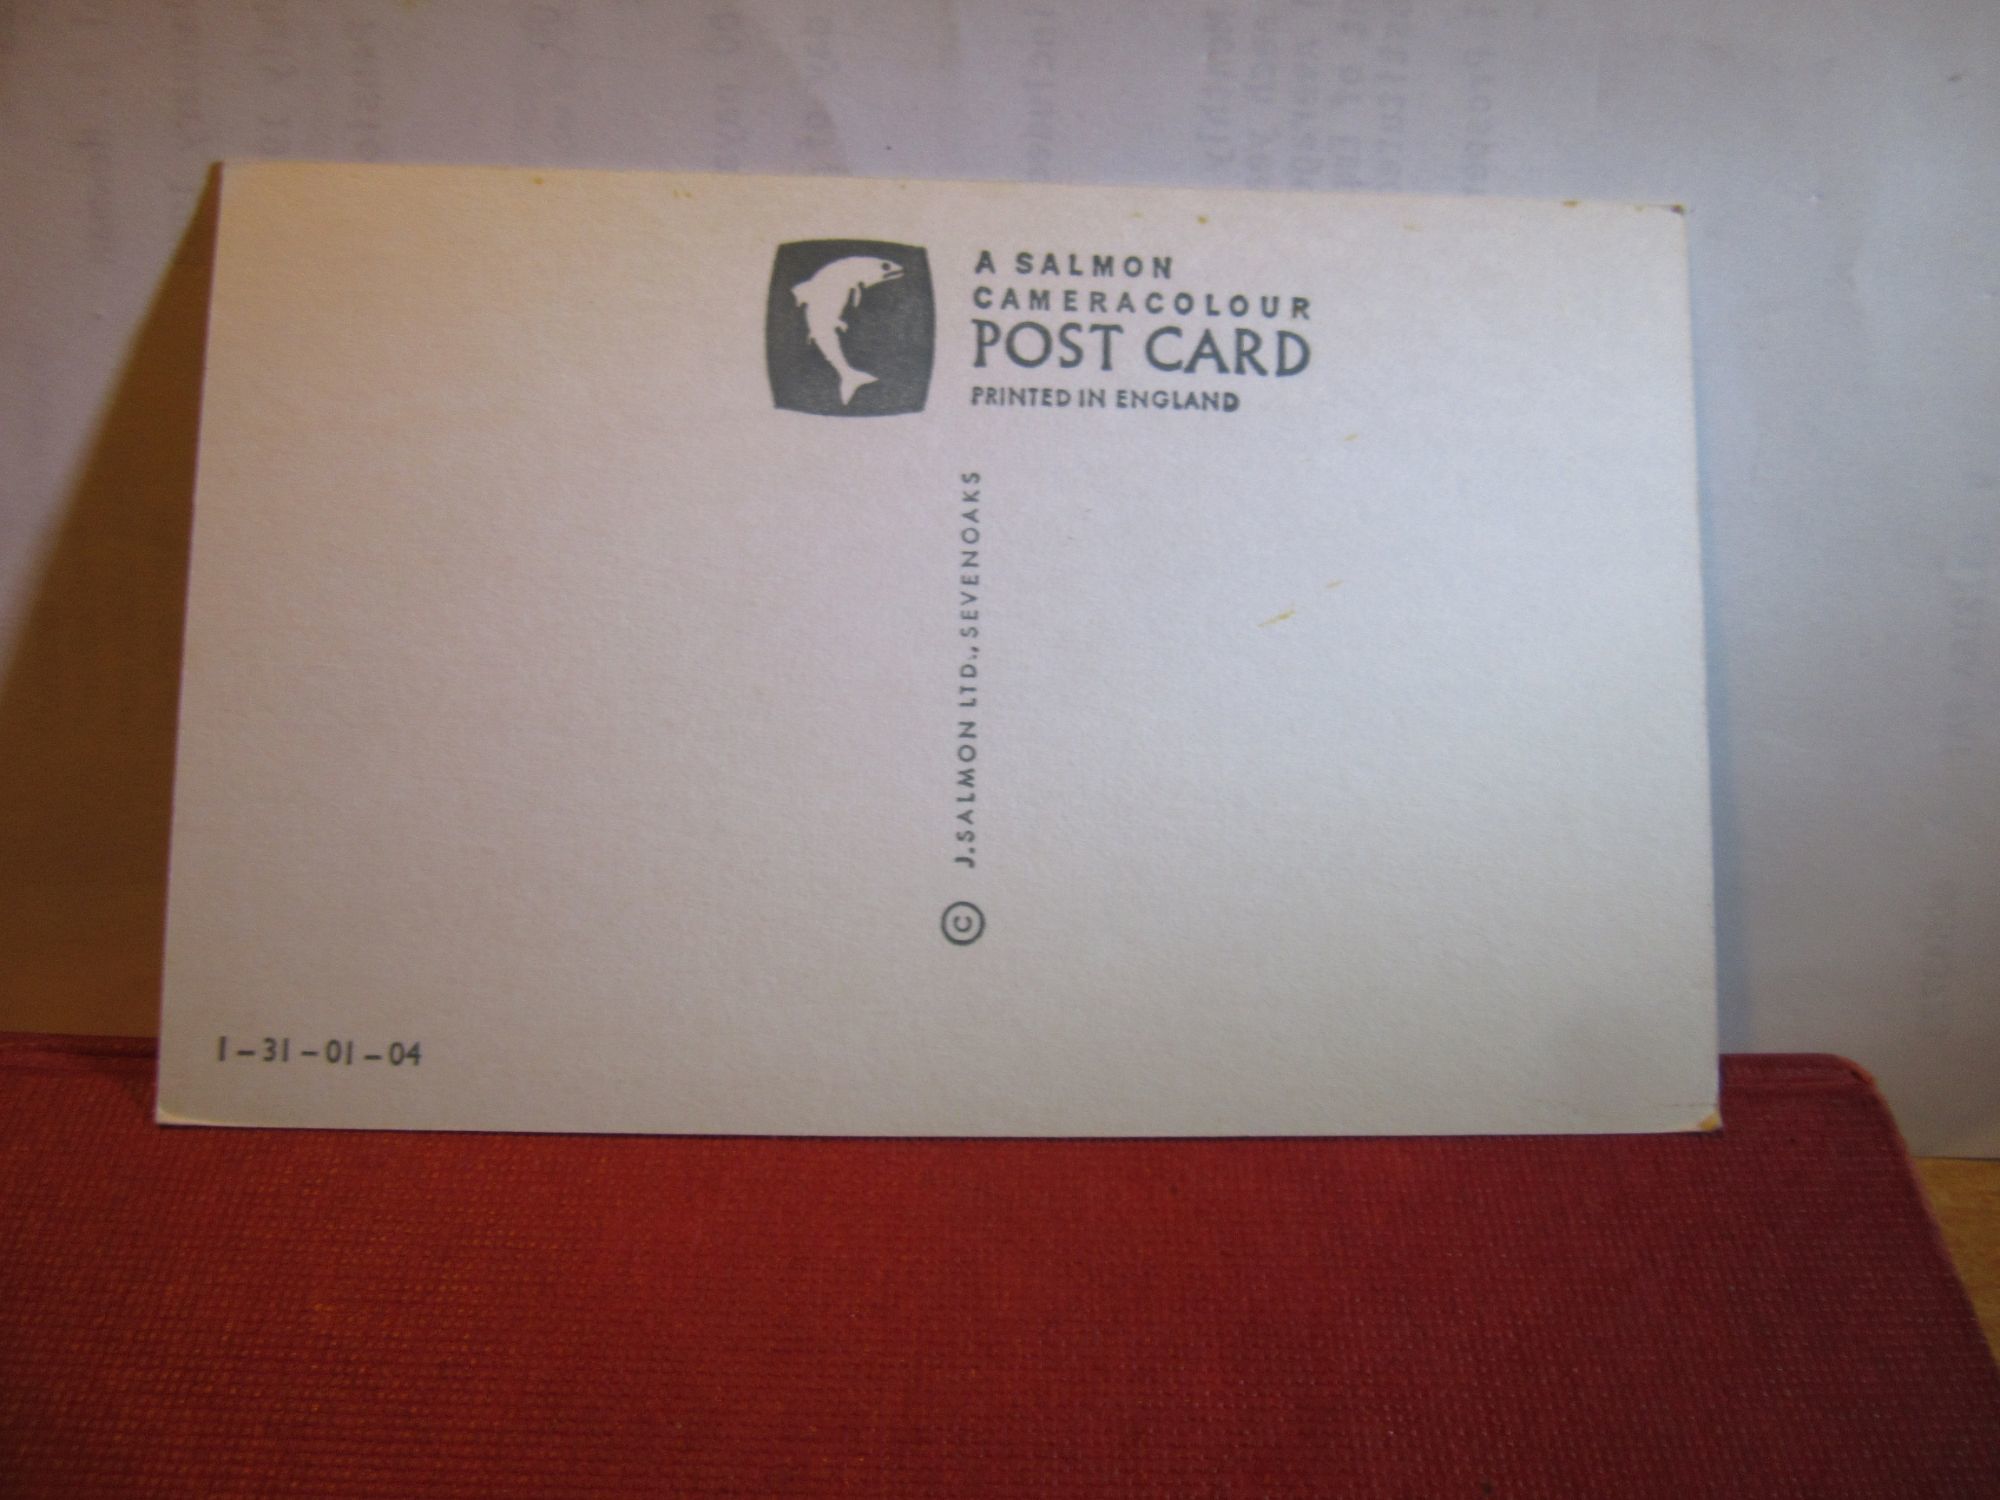 A SALMON
CAMERACOLOUR
POST CARD
PRINTED IN ENGLAND
© J. SALMON LTD., SEVENOAKS
1-31-01-04